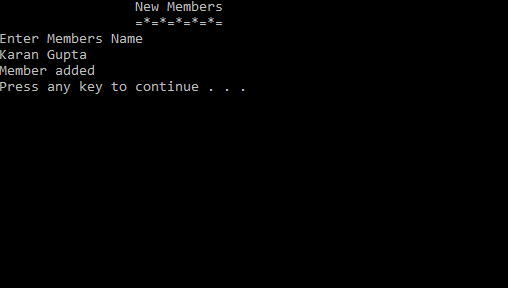 New Members
=*=*=*=*=*=
Enter Members Name
Karan Gupta
Member added
Press any key to continue . . .